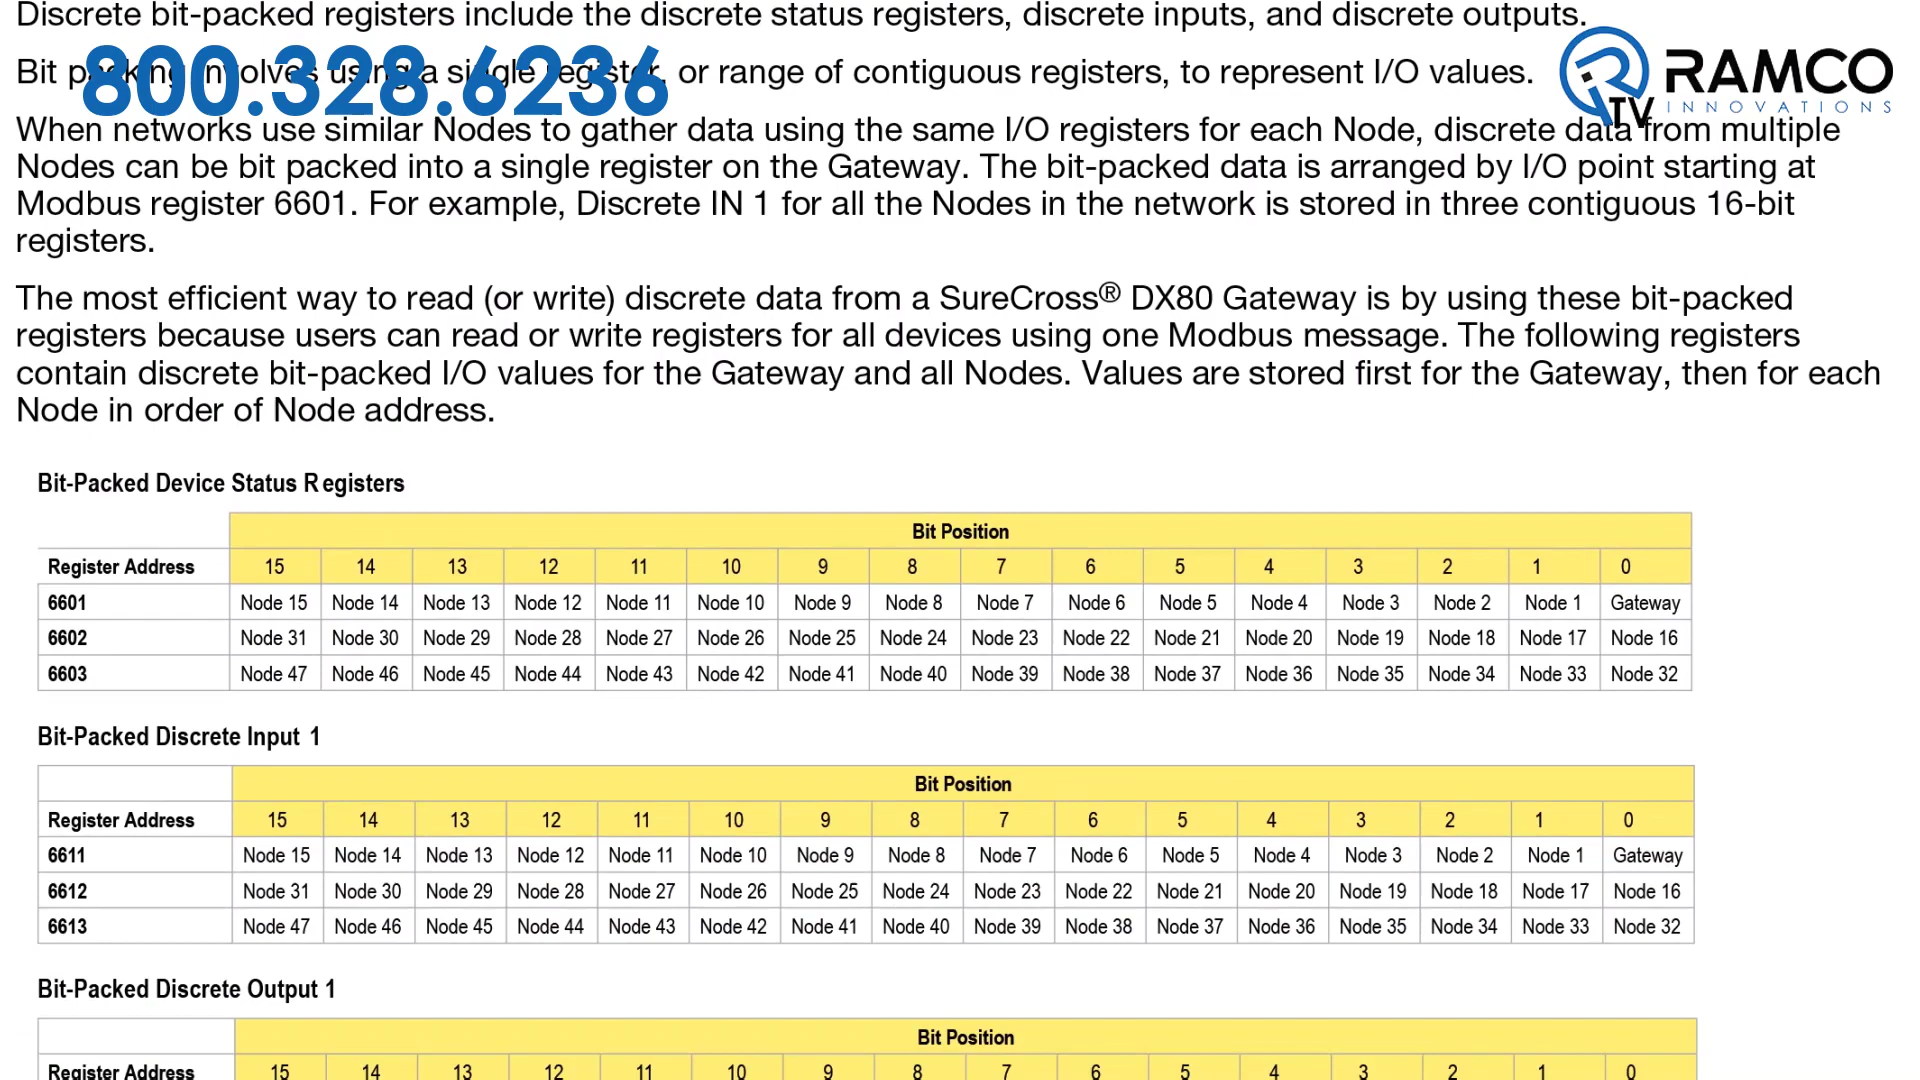 Discrete bit-packed registers include the discrete status registers, discrete inputs, and discrete outputs.
800.328.6236
RAMCO
INNOVATIONS
TV
Bit packing involves using a single register, or range of contiguous registers, to represent I/O values.
When networks use similar Nodes to gather data using the same I/O registers for each Node, discrete data from multiple
Nodes can be bit packed into a single register on the Gateway. The bit-packed data is arranged by I/O point starting at
Modbus register 6601. For example, Discrete IN 1 for all the Nodes in the network is stored in three contiguous 16-bit
registers.
The most efficient way to read (or write) discrete data from a SureCross® DX80 Gateway is by using these bit-packed
registers because users can read or write registers for all devices using one Modbus message. The following registers
contain discrete bit-packed I/O values for the Gateway and all Nodes. Values are stored first for the Gateway, then for each
Node in order of Node address.
Bit-Packed Device Status Registers
Bit Position
Register Address 15 14 13 12 11 10 9 8 7 6 5 4 3 2 1 0
6601 Node 15 Node 14 Node 13 Node 12 Node 11 Node 10 Node 9 Node 8 Node 7 Node 6 Node 5 Node 4 Node 3 Node 2 Node 1 Gateway
6602 Node 31 Node 30 Node 29 Node 28 Node 27 Node 26 Node 25 Node 24 Node 23 Node 22 Node 21 Node 20 Node 19 Node 18 Node 17 Node 16
6603 Node 47 Node 46 Node 45 Node 44 Node 43 Node 42 Node 41 Node 40 Node 39 Node 38 Node 37 Node 36 Node 35 Node 34 Node 33 Node 32
Bit-Packed Discrete Input 1
Bit Position
Register Address 15 14 13 12 11 10 9 8 7 6 5 4 3 2 1 0
6611 Node 15 Node 14 Node 13 Node 12 Node 11 Node 10 Node 9 Node 8 Node 7 Node 6 Node 5 Node 4 Node 3 Node 2 Node 1 Gateway
6612 Node 31 Node 30 Node 29 Node 28 Node 27 Node 26 Node 25 Node 24 Node 23 Node 22 Node 21 Node 20 Node 19 Node 18 Node 17 Node 16
6613 Node 47 Node 46 Node 45 Node 44 Node 43 Node 42 Node 41 Node 40 Node 39 Node 38 Node 37 Node 36 Node 35 Node 34 Node 33 Node 32
Bit-Packed Discrete Output 1
Bit Position
Register Address 15 14 13 12 11 10 9 8 7 6 5 4 3 2 1 0